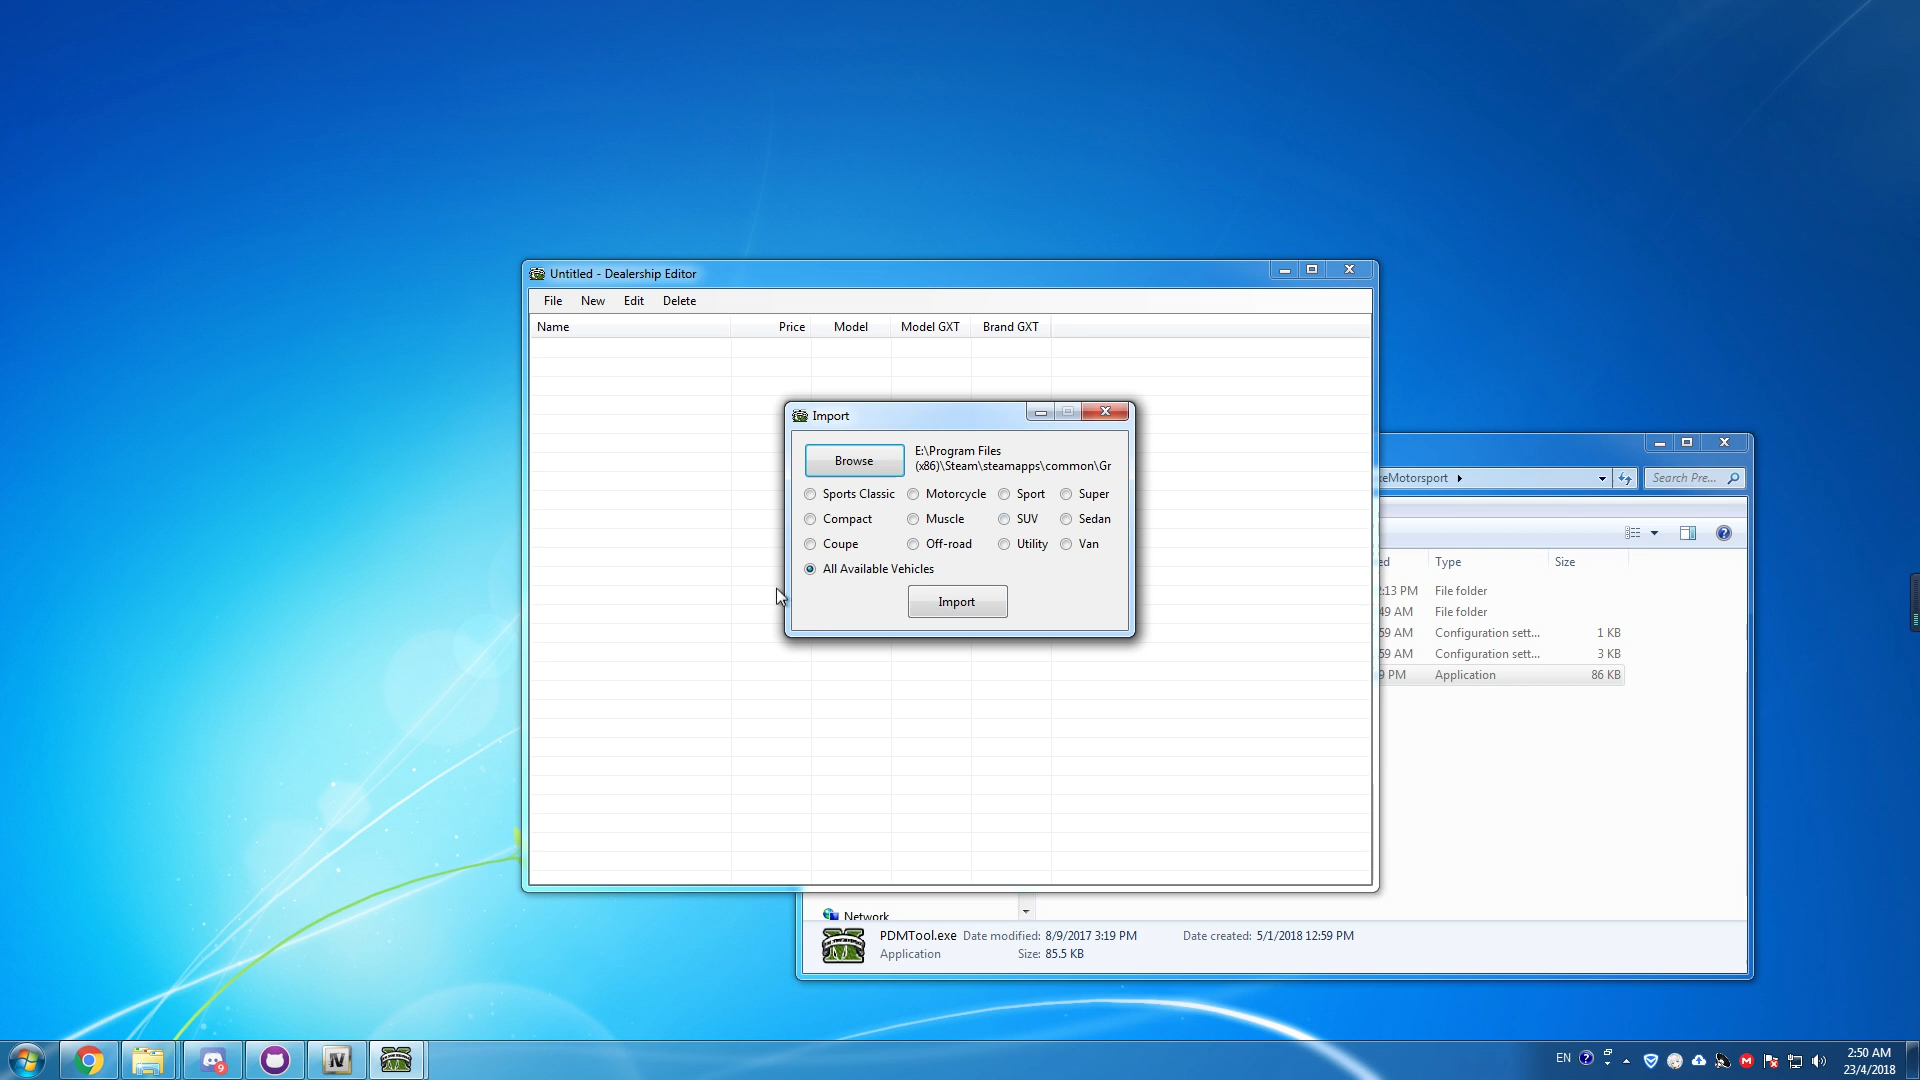 Untitled - Dealership Editor
File New Edit Delete
Name Price Model Model GXT Brand GXT
Import
Browse
E:\Program Files
(x86)\Steam\steamapps\common\Gr
Sports Classic Motorcycle Sport Super
Compact Muscle SUV Sedan
Coupe Off-road Utility Van
All Available Vehicles
Import
eMotorsport
Search Pre...
ed Type Size
:13 PM File folder
49 AM File folder
59 AM Configuration sett... 1 KB
59 AM Configuration sett... 3 KB
9 PM Application 86 KB
Network
PDMTool.exe Date modified: 8/9/2017 3:19 PM Date created: 5/1/2018 12:59 PM
Application Size: 85.5 KB
9
IV
EN
2:50 AM
23/4/2018